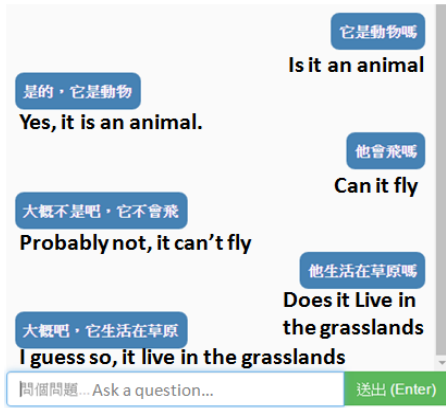 它是動物嗎
Is it an animal
是的，它是動物
Yes, it is an animal.
他會飛嗎
Can it fly
大概不是吧，它不會飛
Probably not, it can't fly
他生活在草原嗎
Does it Live in
the grasslands
大概吧，它生活在草原
I guess so, it live in the grasslands
問個問題... Ask a question...
送出 (Enter)